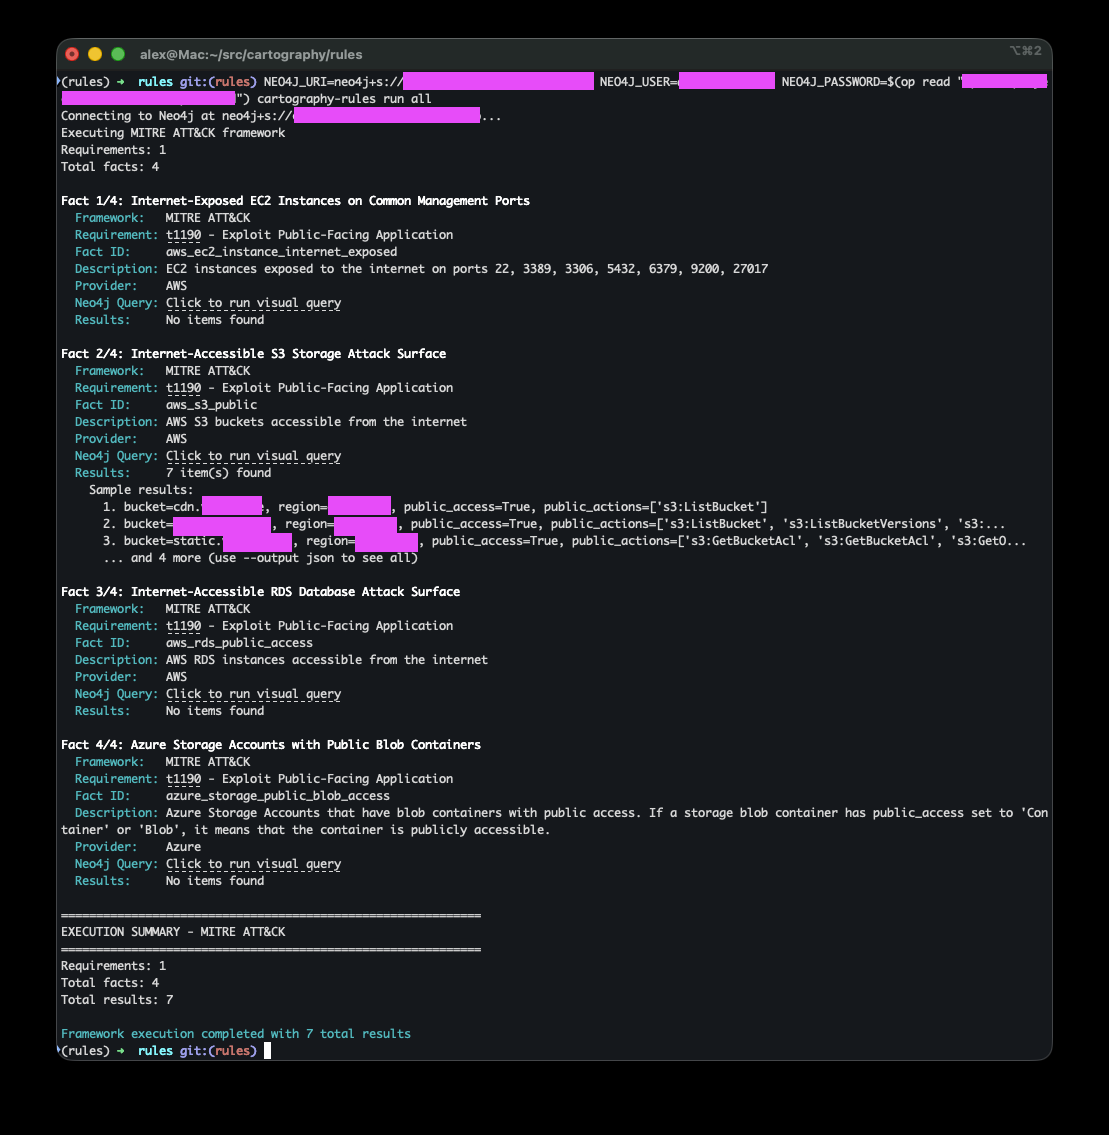 alex@Mac:~/src/cartography/rules
⌥⌘2
(rules) ➜  rules git:(rules) NEO4J_URI=neo4j+s:// NEO4J_USER= NEO4J_PASSWORD=$(op read "
") cartography-rules run all
Connecting to Neo4j at neo4j+s://...
Executing MITRE ATT&CK framework
Requirements: 1
Total facts: 4
Fact 1/4: Internet-Exposed EC2 Instances on Common Management Ports
Framework: MITRE ATT&CK
Requirement: t1190 - Exploit Public-Facing Application
Fact ID: aws_ec2_instance_internet_exposed
Description: EC2 instances exposed to the internet on ports 22, 3389, 3306, 5432, 6379, 9200, 27017
Provider: AWS
Neo4j Query: Click to run visual query
Results: No items found
Fact 2/4: Internet-Accessible S3 Storage Attack Surface
Framework: MITRE ATT&CK
Requirement: t1190 - Exploit Public-Facing Application
Fact ID: aws_s3_public
Description: AWS S3 buckets accessible from the internet
Provider: AWS
Neo4j Query: Click to run visual query
Results: 7 item(s) found
Sample results:
1. bucket=cdn., region=, public_access=True, public_actions=['s3:ListBucket']
2. bucket=, region=, public_access=True, public_actions=['s3:ListBucket', 's3:ListBucketVersions', 's3:...
3. bucket=static., region=, public_access=True, public_actions=['s3:GetBucketAcl', 's3:GetBucketAcl', 's3:GetO...
... and 4 more (use --output json to see all)
Fact 3/4: Internet-Accessible RDS Database Attack Surface
Framework: MITRE ATT&CK
Requirement: t1190 - Exploit Public-Facing Application
Fact ID: aws_rds_public_access
Description: AWS RDS instances accessible from the internet
Provider: AWS
Neo4j Query: Click to run visual query
Results: No items found
Fact 4/4: Azure Storage Accounts with Public Blob Containers
Framework: MITRE ATT&CK
Requirement: t1190 - Exploit Public-Facing Application
Fact ID: azure_storage_public_blob_access
Description: Azure Storage Accounts that have blob containers with public access. If a storage blob container has public_access set to 'Con
tainer' or 'Blob', it means that the container is publicly accessible.
Provider: Azure
Neo4j Query: Click to run visual query
Results: No items found
============================================================
EXECUTION SUMMARY - MITRE ATT&CK
============================================================
Requirements: 1
Total facts: 4
Total results: 7
Framework execution completed with 7 total results
(rules) ➜  rules git:(rules)